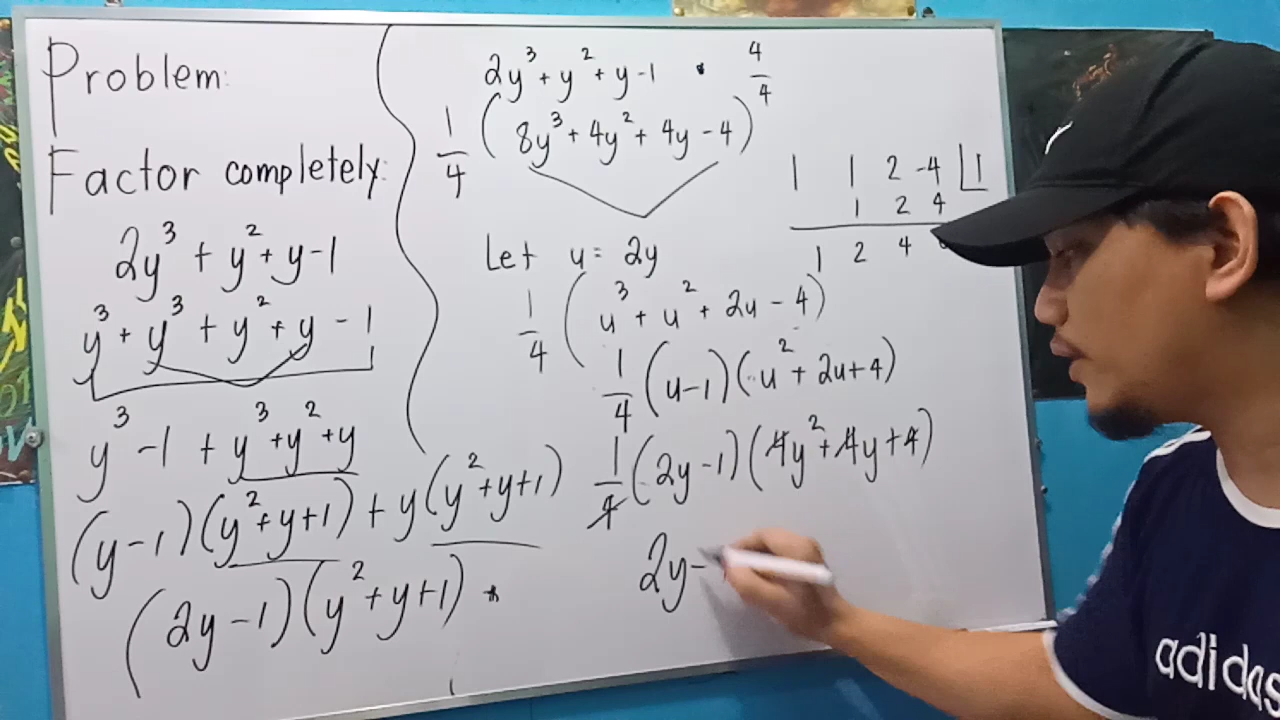 Problem:
Factor completely:
2y³ + y² + y - 1
y³ + y³ + y² + y - 1
y³ - 1 + y³ + y² + y
(y - 1)(y² + y + 1) + y(y² + y + 1)
(2y - 1)(y² + y + 1) *
2y³ + y² + y - 1 • 4/4
1/4 (8y³ + 4y² + 4y - 4)
Let u = 2y
1/4 (u³ + u² + 2u - 4)
1/4 (u - 1)(u² + 2u + 4)
1/4 (2y - 1)(4y² + 4y + 4)
2y -
1 1 2 -4 |1
1 2 4
1 2 4
adidas